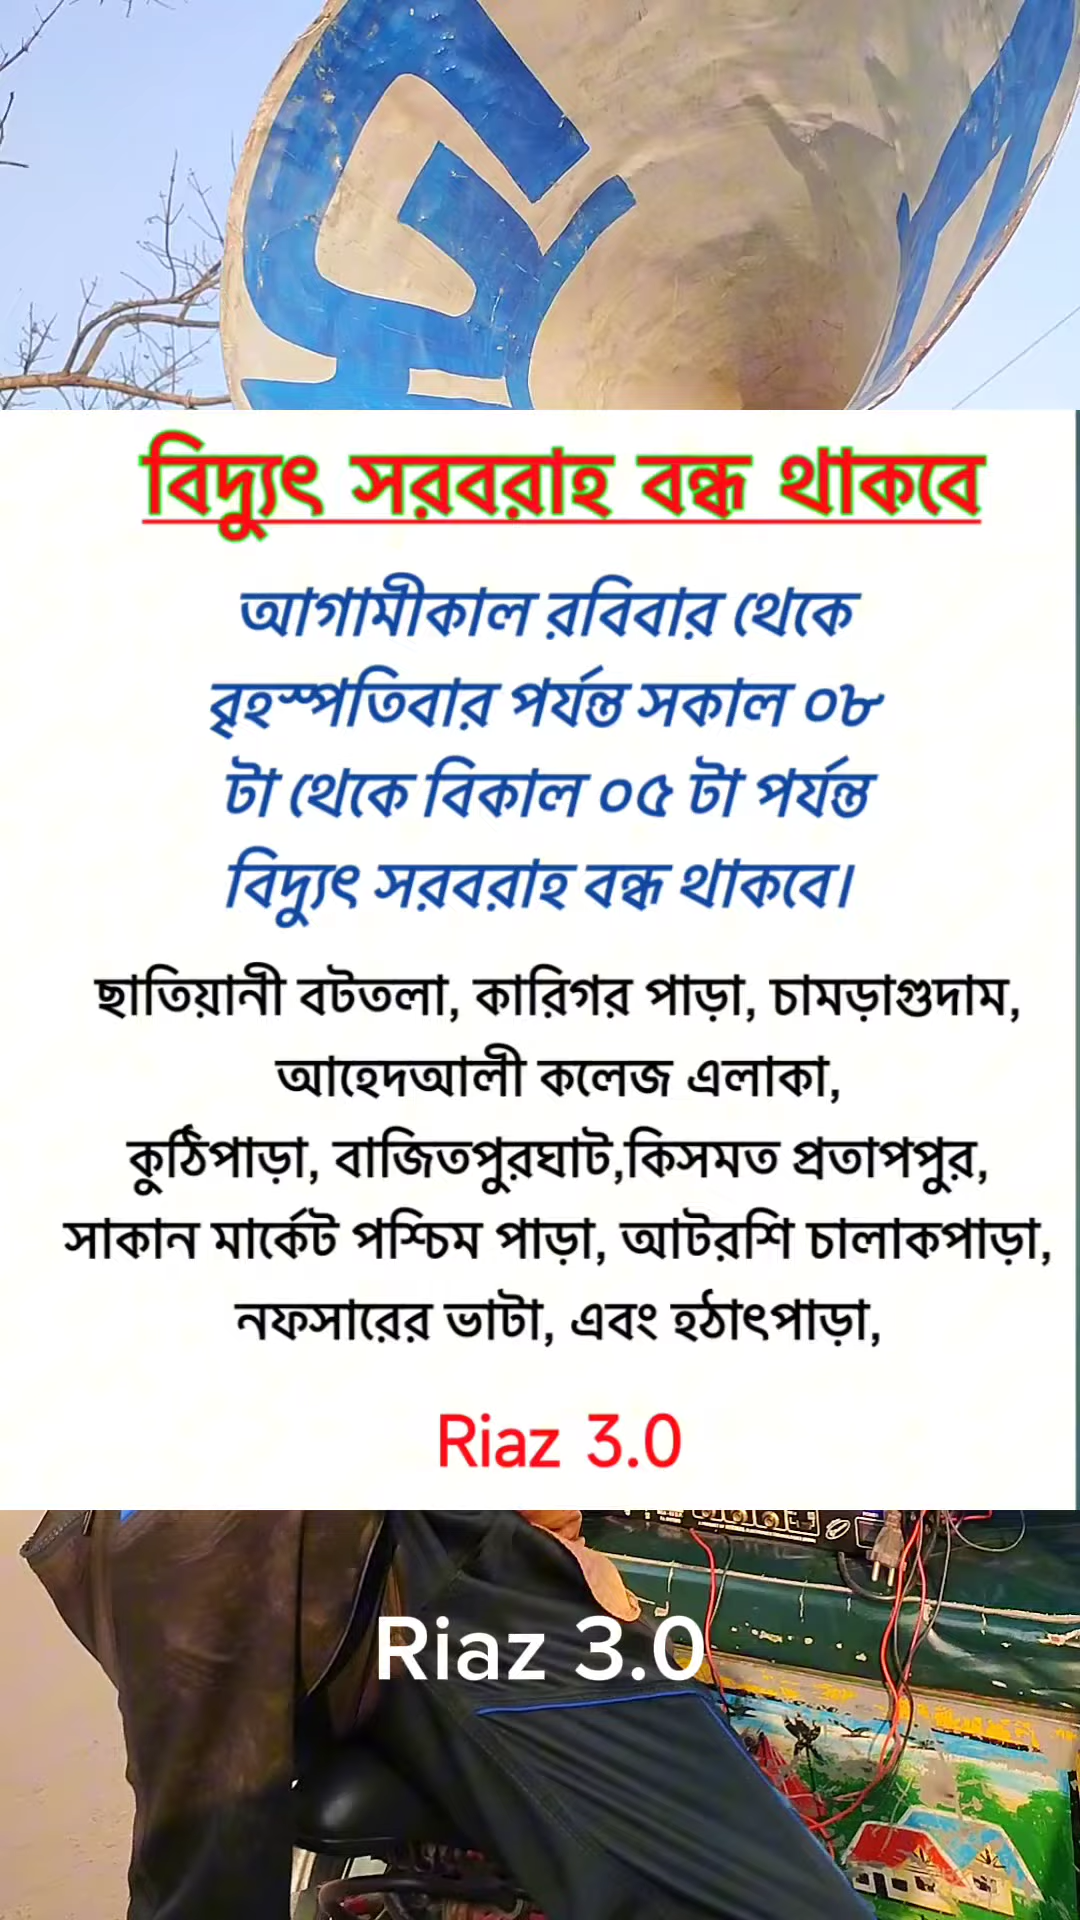 বিদ্যুৎ সরবরাহ বন্ধ থাকবে
আগামীকাল রবিবার থেকে
বৃহস্পতিবার পর্যন্ত সকাল ০৮
টা থেকে বিকাল ০৫ টা পর্যন্ত
বিদ্যুৎ সরবরাহ বন্ধ থাকবে।
ছাতিয়ানী বটতলা, কারিগর পাড়া, চামড়াগুদাম,
আহেদআলী কলেজ এলাকা,
কুঠিপাড়া, বাজিতপুরঘাট,কিসমত প্রতাপপুর,
সাকান মার্কেট পশ্চিম পাড়া, আটরশি চালাকপাড়া,
নফসারের ভাটা, এবং হঠাৎপাড়া,
Riaz 3.0
Riaz 3.0